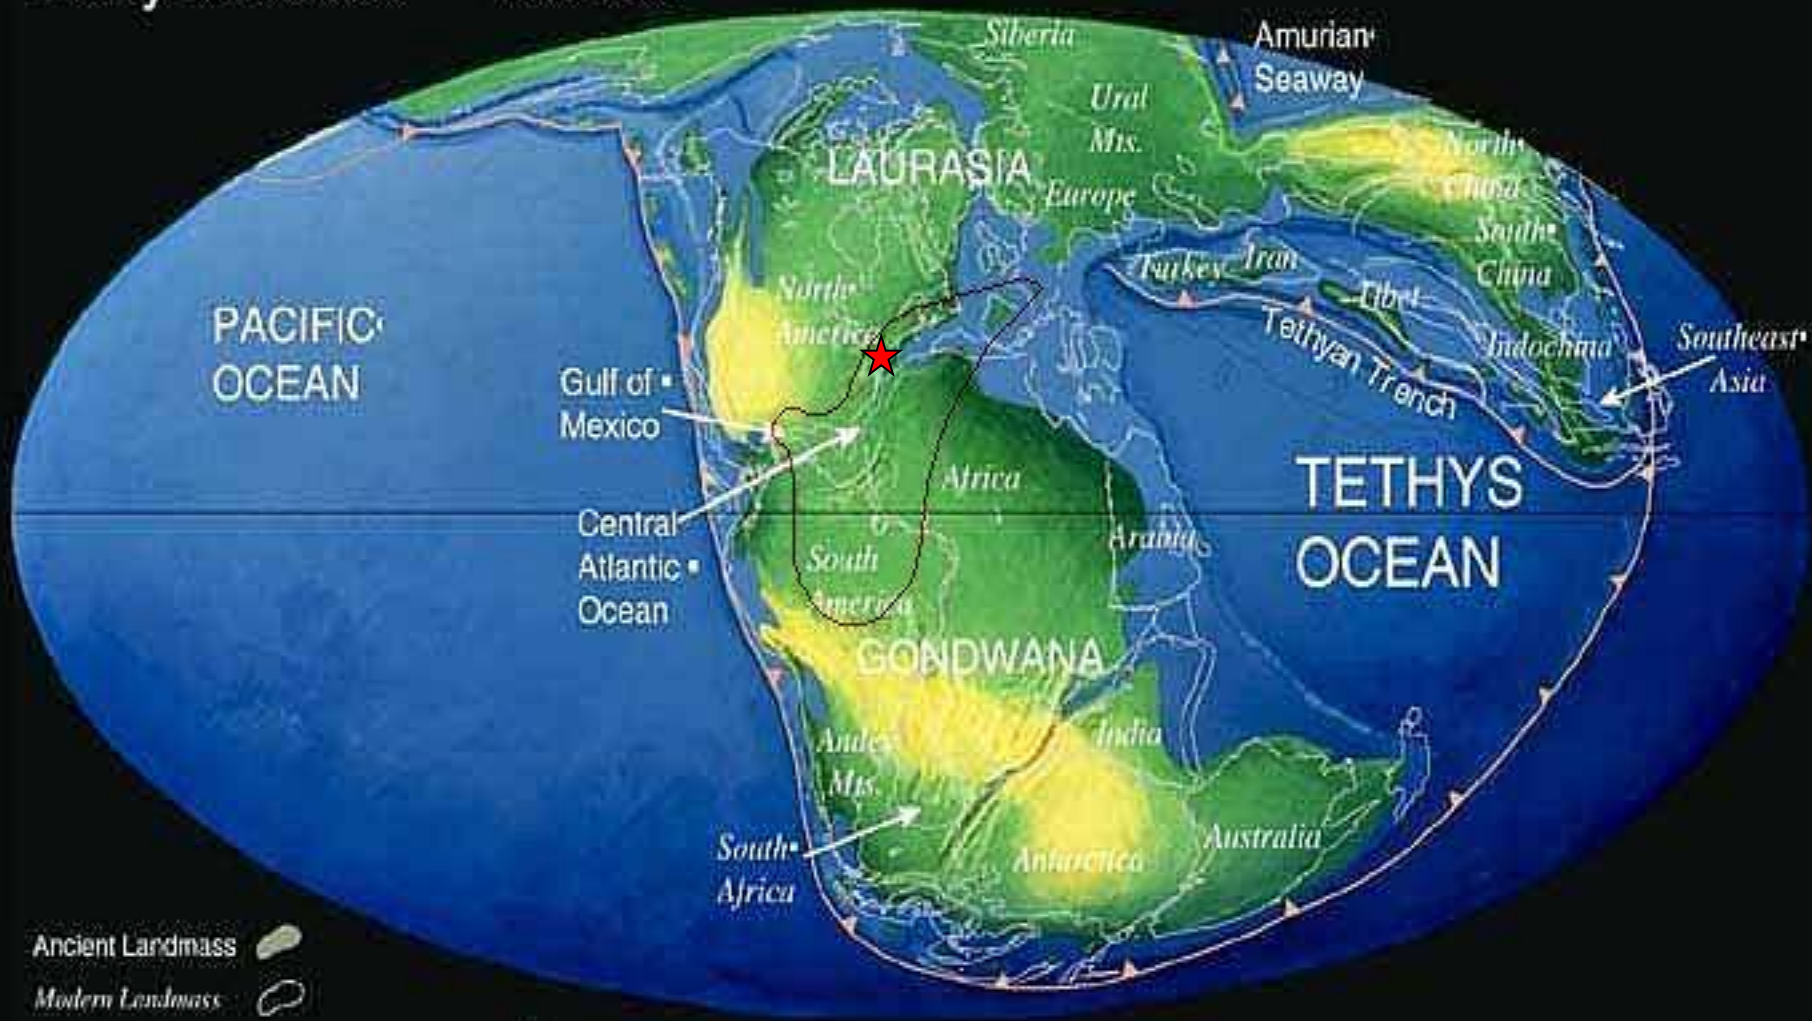 Siberia
Amurian
Seaway
Ural
Mts.
North
China
LAURASIA
Europe
South
China
Turkey
Iran
Tibet
North
America
PACIFIC
OCEAN
Gulf of
Mexico
Tethyan Trench
Indochina
Southeast
Asia
Africa
TETHYS
OCEAN
Central
Atlantic
Ocean
Arabia
South
America
GONDWANA
India
Andes
Mts.
South
Africa
Antarctica
Australia
Ancient Landmass
Modern Landmass